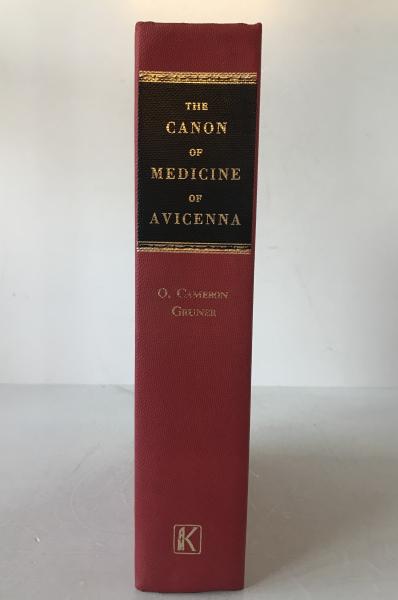 THE
CANON
OF
MEDICINE
OF
AVICENNA
O. CAMERON
GRUNER
K